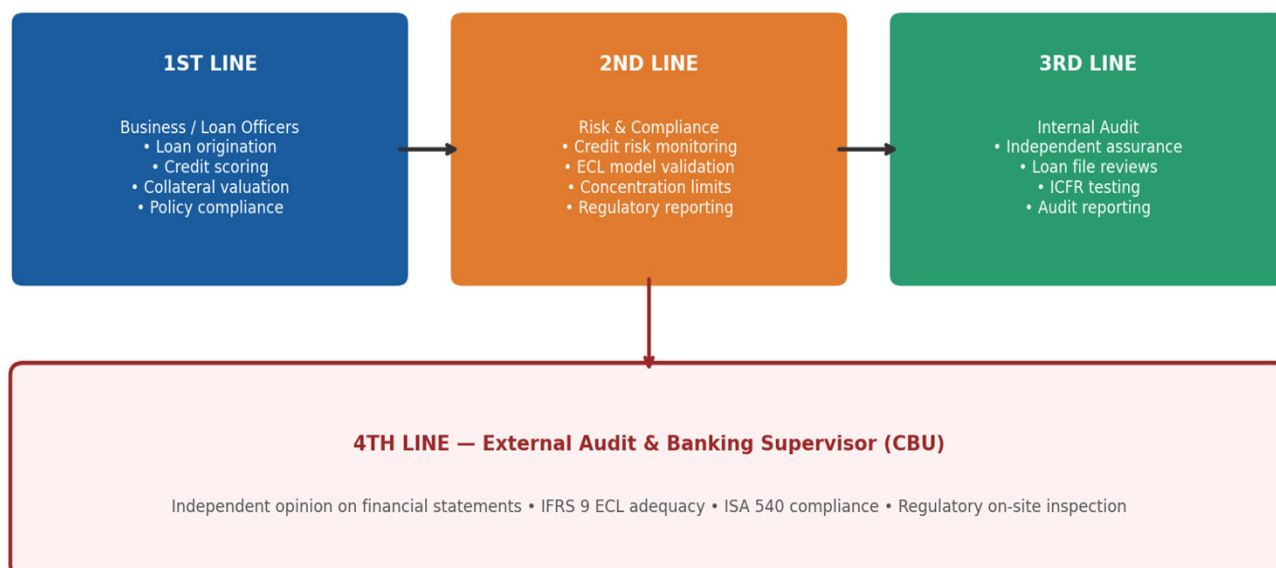 1ST LINE
Business / Loan Officers
• Loan origination
• Credit scoring
• Collateral valuation
• Policy compliance
2ND LINE
Risk & Compliance
• Credit risk monitoring
• ECL model validation
• Concentration limits
• Regulatory reporting
3RD LINE
Internal Audit
• Independent assurance
• Loan file reviews
• ICFR testing
• Audit reporting
4TH LINE — External Audit & Banking Supervisor (CBU)
Independent opinion on financial statements • IFRS 9 ECL adequacy • ISA 540 compliance • Regulatory on-site inspection